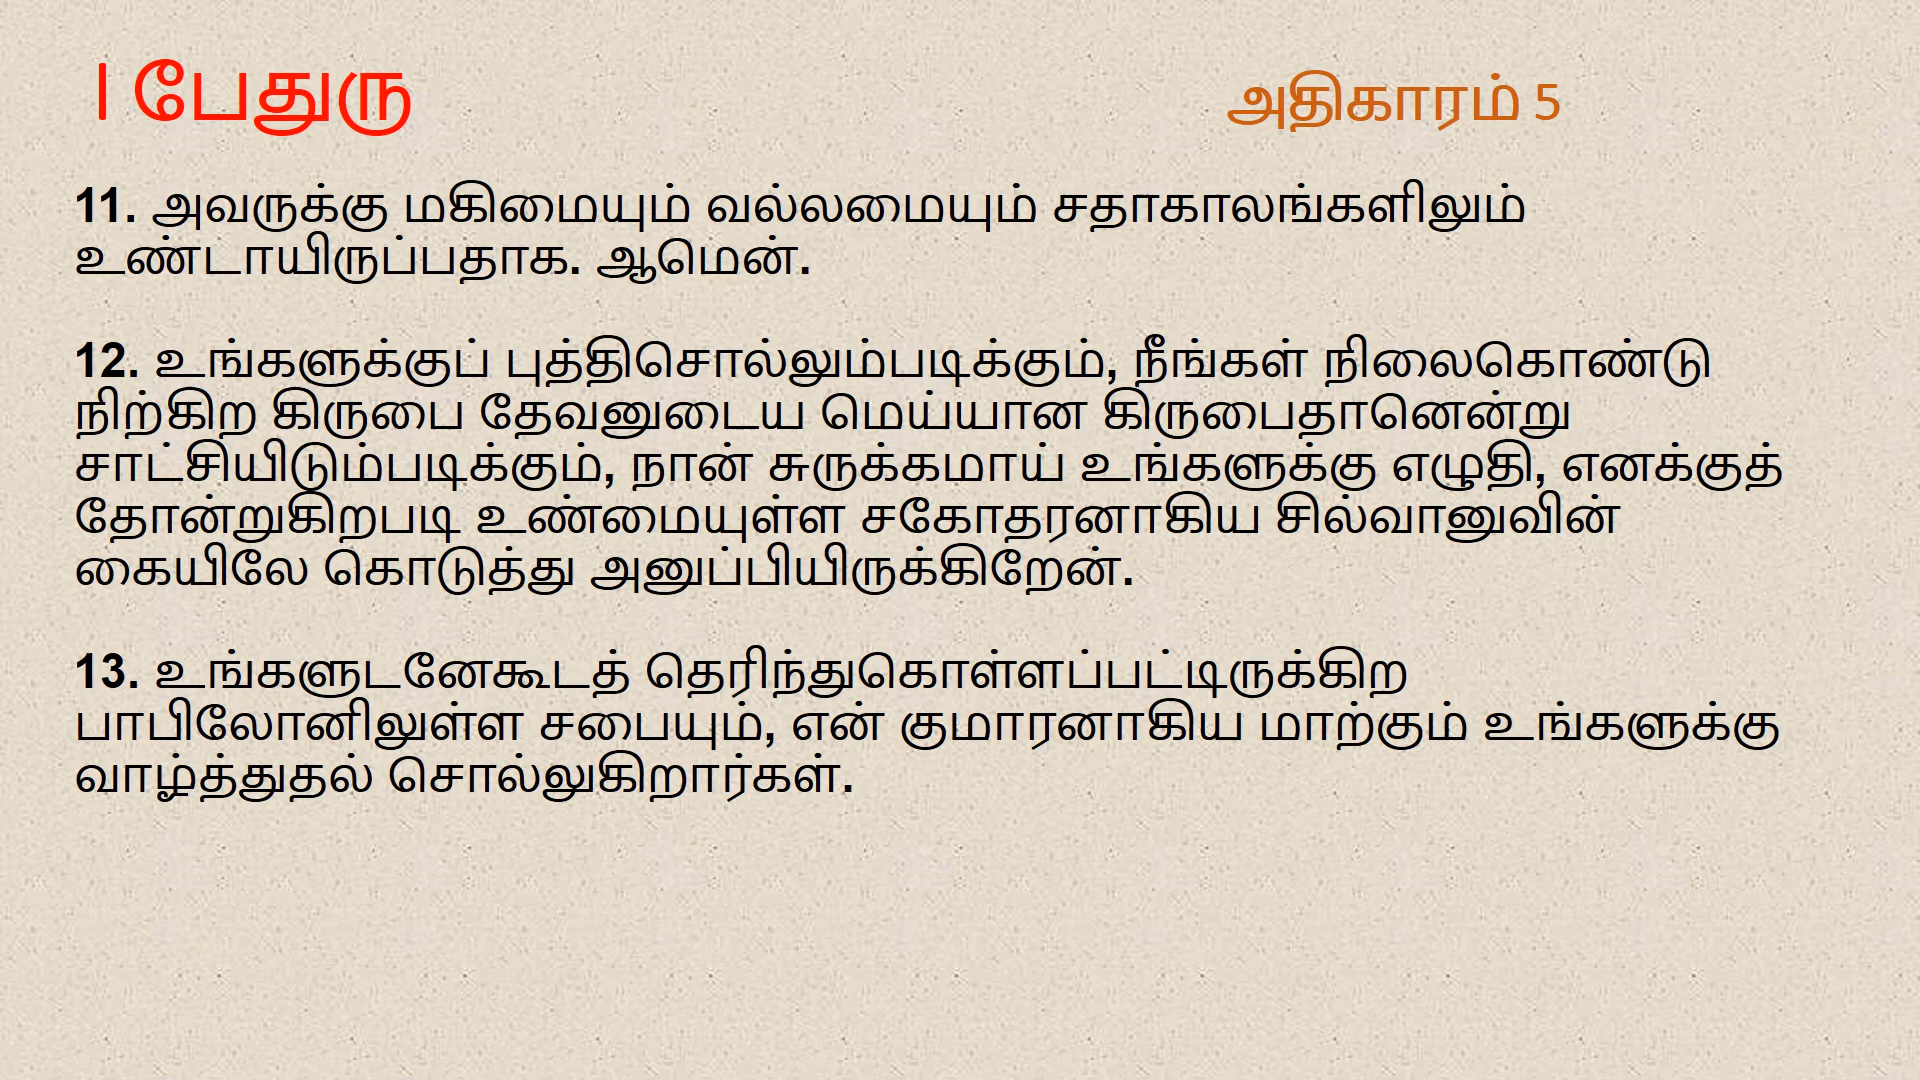 I பேதுரு
அதிகாரம் 5
11. அவருக்கு மகிமையும் வல்லமையும் சதாகாலங்களிலும்
உண்டாயிருப்பதாக. ஆமென்.
12. உங்களுக்குப் புத்திசொல்லும்படிக்கும், நீங்கள் நிலைகொண்டு
நிற்கிற கிருபை தேவனுடைய மெய்யான கிருபைதானென்று
சாட்சியிடும்படிக்கும், நான் சுருக்கமாய் உங்களுக்கு எழுதி, எனக்குத்
தோன்றுகிறபடி உண்மையுள்ள சகோதரனாகிய சில்வானுவின்
கையிலே கொடுத்து அனுப்பியிருக்கிறேன்.
13. உங்களுடனேகூடத் தெரிந்துகொள்ளப்பட்டிருக்கிற
பாபிலோனிலுள்ள சபையும், என் குமாரனாகிய மாற்கும் உங்களுக்கு
வாழ்த்துதல் சொல்லுகிறார்கள்.